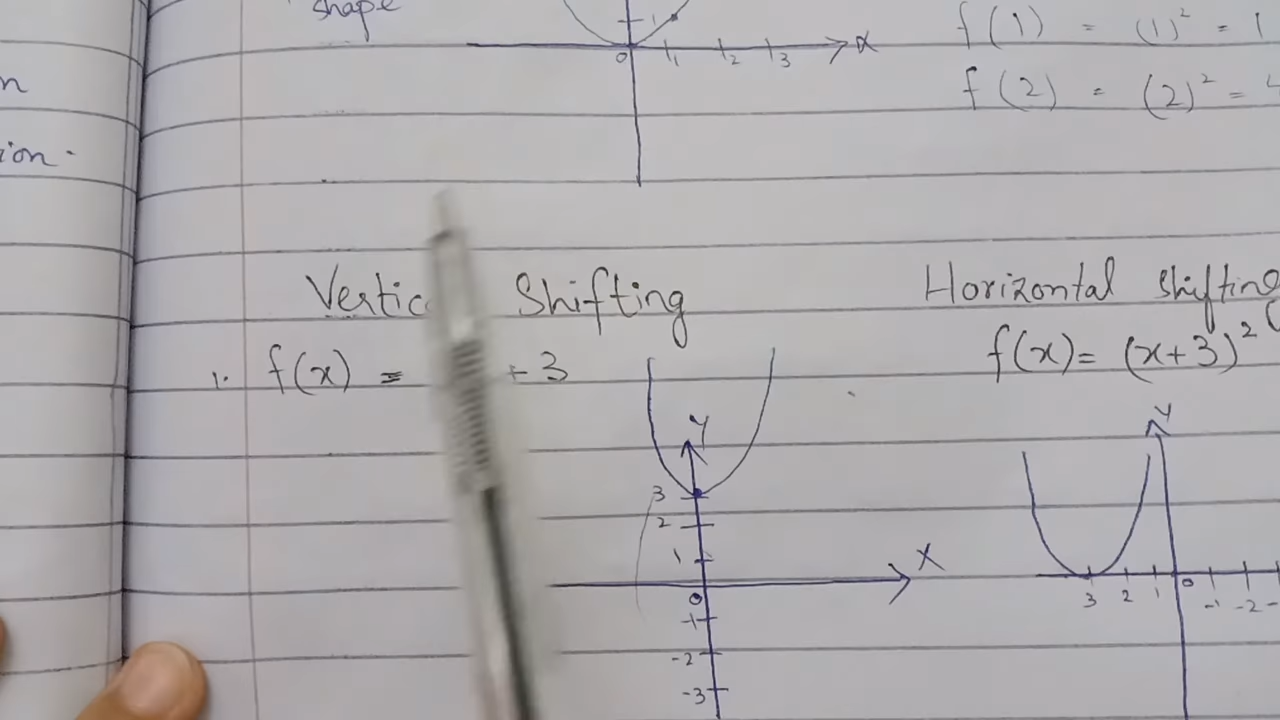 shape
1
0 1 2 3 x
f(1) = (1)² = 1
f(2) = (2)² =
n
ion.
Shifting
1. f(x) = +3
Y
3
2
1
X
0
-1
-2
-3
Horizontal shifting
f(x) = (x+3)²
Y
3 2 1 0 -1 -2